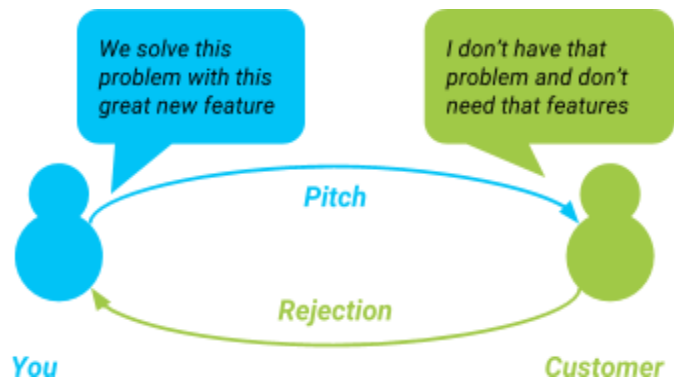 We solve this
problem with this
great new feature
I don't have that
problem and don't
need that features
Pitch
Rejection
You
Customer